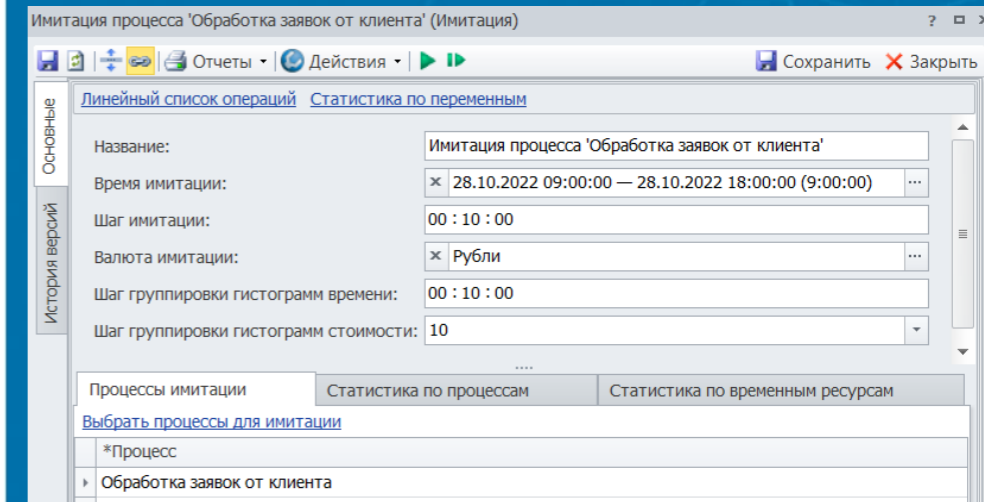 Имитация процесса 'Обработка заявок от клиента' (Имитация)
Отчеты Действия Сохранить Закрыть
Основные
История версий
Линейный список операций Статистика по переменным
Название: Имитация процесса 'Обработка заявок от клиента'
Время имитации: 28.10.2022 09:00:00 — 28.10.2022 18:00:00 (9:00:00)
Шаг имитации: 00 : 10 : 00
Валюта имитации: Рубли
Шаг группировки гистограмм времени: 00 : 10 : 00
Шаг группировки гистограмм стоимости: 10
Процессы имитации Статистика по процессам Статистика по временным ресурсам
Выбрать процессы для имитации
*Процесс
Обработка заявок от клиента